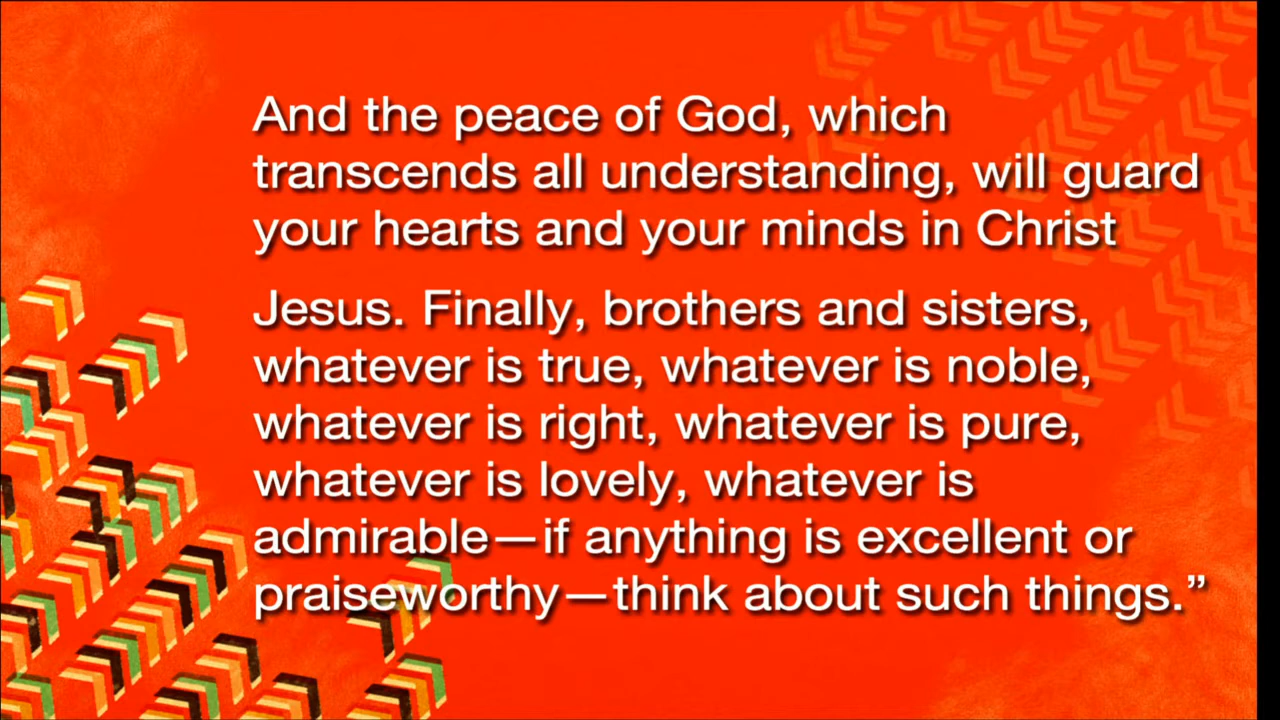 And the peace of God, which
transcends all understanding, will guard
your hearts and your minds in Christ
Jesus. Finally, brothers and sisters,
whatever is true, whatever is noble,
whatever is right, whatever is pure,
whatever is lovely, whatever is
admirable—if anything is excellent or
praiseworthy—think about such things.”